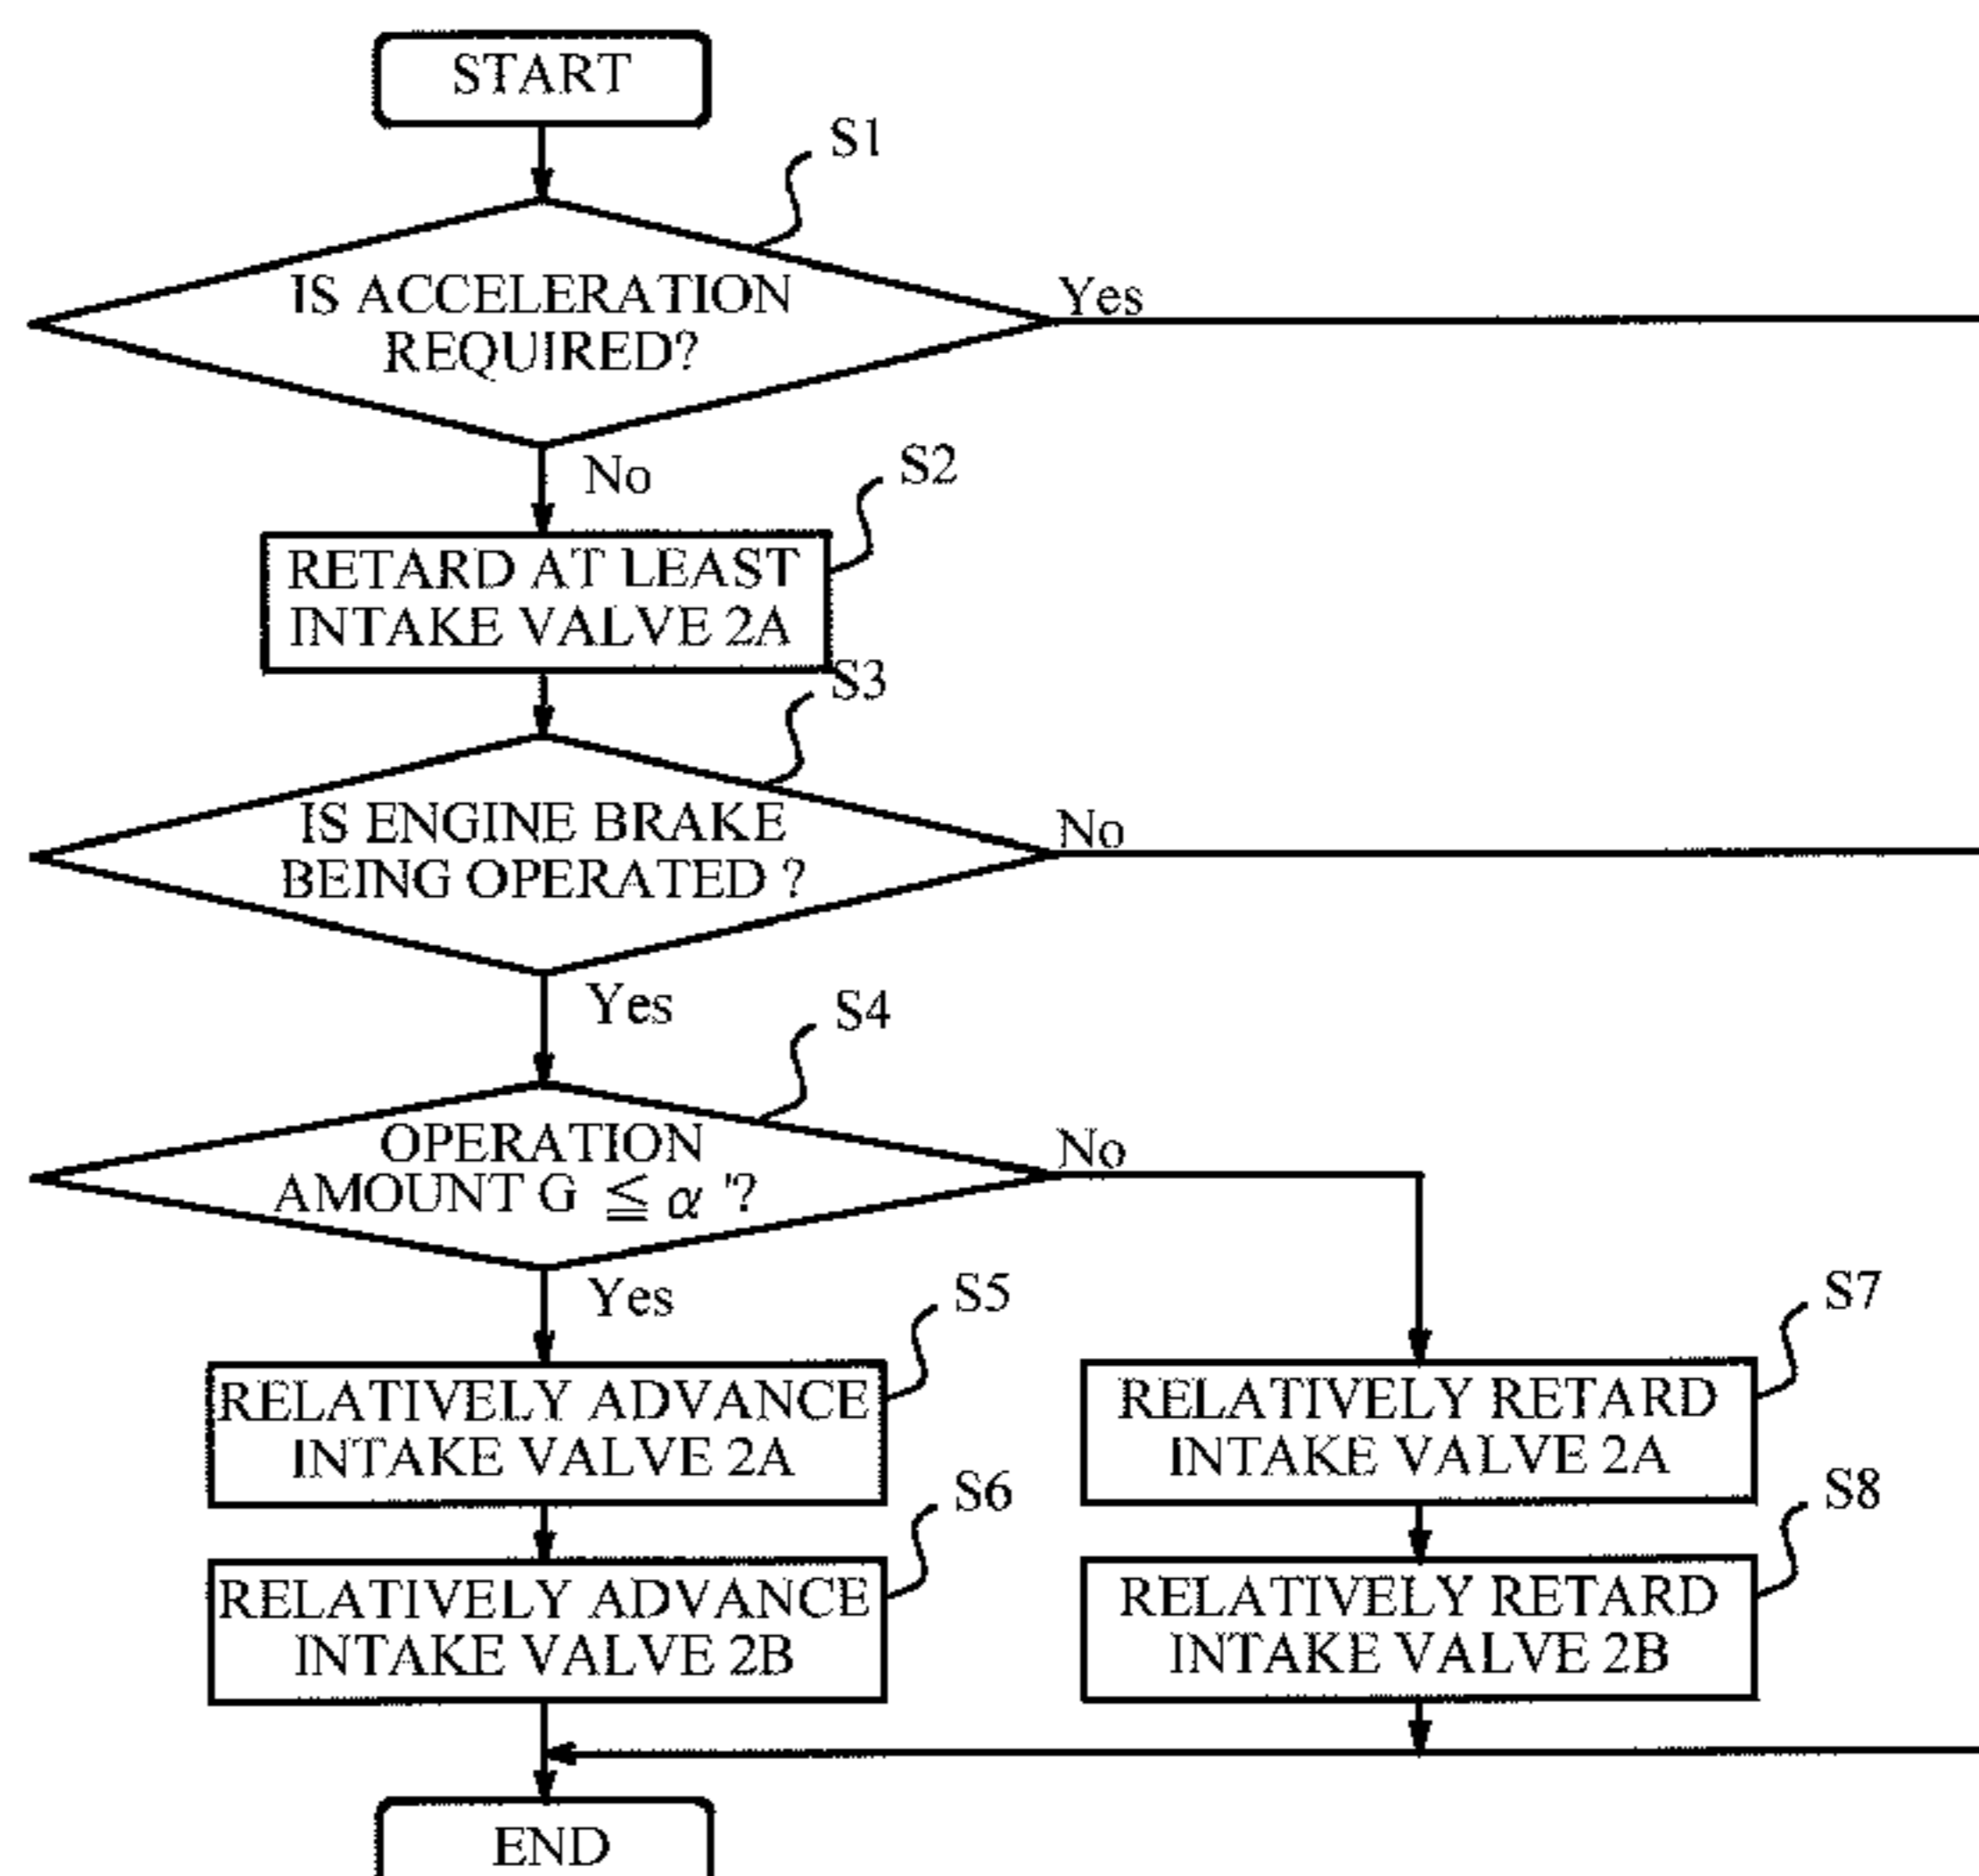 START
S1
IS ACCELERATION
REQUIRED?
Yes
No
S2
RETARD AT LEAST
INTAKE VALVE 2A
S3
IS ENGINE BRAKE
BEING OPERATED ?
No
Yes
S4
OPERATION
AMOUNT G ≦ α '?
No
Yes
S5
RELATIVELY ADVANCE
INTAKE VALVE 2A
S7
RELATIVELY RETARD
INTAKE VALVE 2A
S6
RELATIVELY ADVANCE
INTAKE VALVE 2B
S8
RELATIVELY RETARD
INTAKE VALVE 2B
END